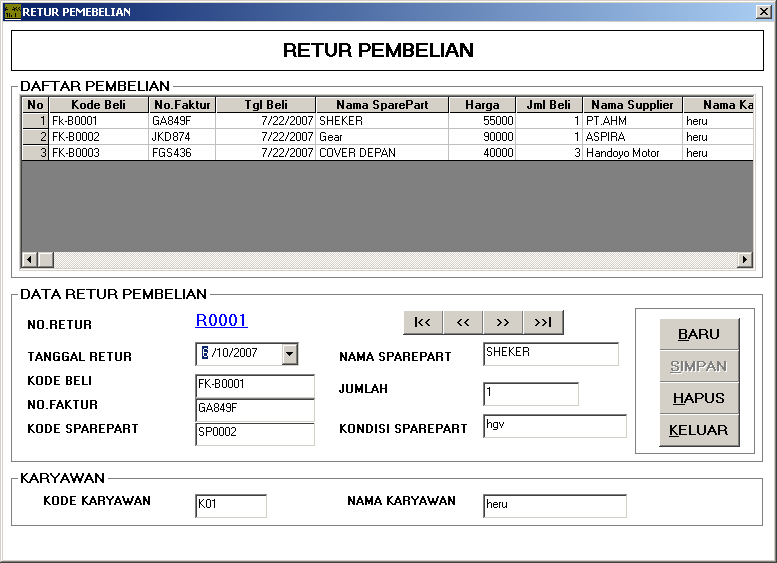 RETUR PEMEBELIAN
RETUR PEMBELIAN
DAFTAR PEMBELIAN
No Kode Beli No.Faktur Tgl Beli Nama SparePart Harga Jml Beli Nama Supplier Nama Ka
1 Fk-B0001 GA849F 7/22/2007 SHEKER 55000 1 PT.AHM heru
2 FK-B0002 JKD874 7/22/2007 Gear 90000 1 ASPIRA heru
3 FK-B0003 FGS436 7/22/2007 COVER DEPAN 40000 3 Handoyo Motor heru
DATA RETUR PEMBELIAN
NO.RETUR R0001 I<< << >> >>I
TANGGAL RETUR 6 /10/2007 NAMA SPAREPART SHEKER
KODE BELI FK-B0001 JUMLAH 1
NO.FAKTUR GA849F
KODE SPAREPART SP0002 KONDISI SPAREPART hgv
BARU
SIMPAN
HAPUS
KELUAR
KARYAWAN
KODE KARYAWAN K01 NAMA KARYAWAN heru